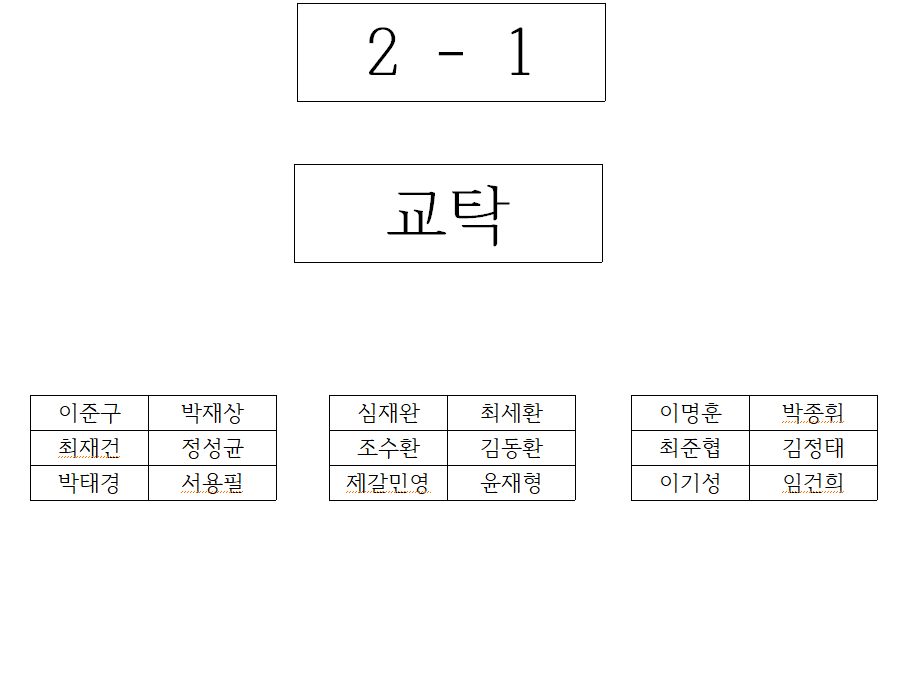 2 - 1
교탁
이준구 박재상 심재완 최세환 이명훈 박종휘
최재건 정성균 조수환 김동환 최준협 김정태
박태경 서용필 제갈민영 윤재형 이기성 임건희